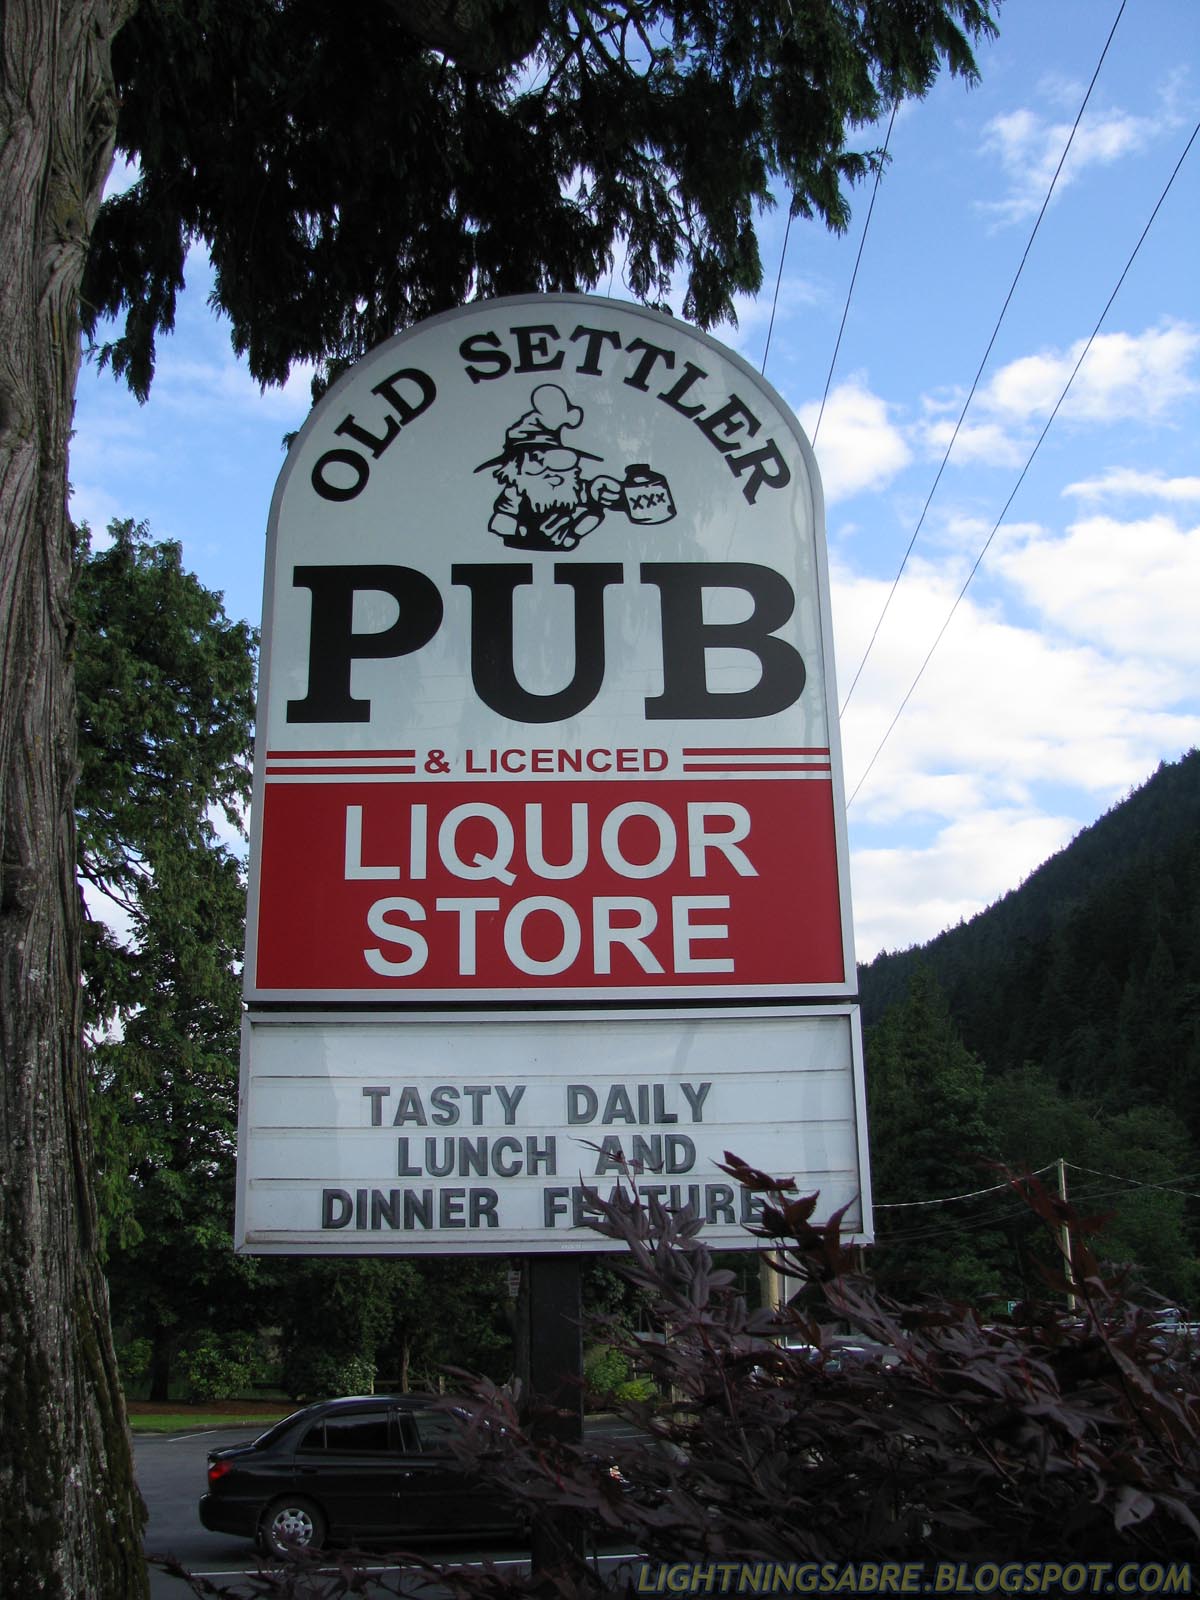 OLD SETTLER
XXX
PUB
& LICENCED
LIQUOR
STORE
TASTY DAILY
LUNCH AND
DINNER FEATURES
LIGHTNINGSABRE.BLOGSPOT.COM